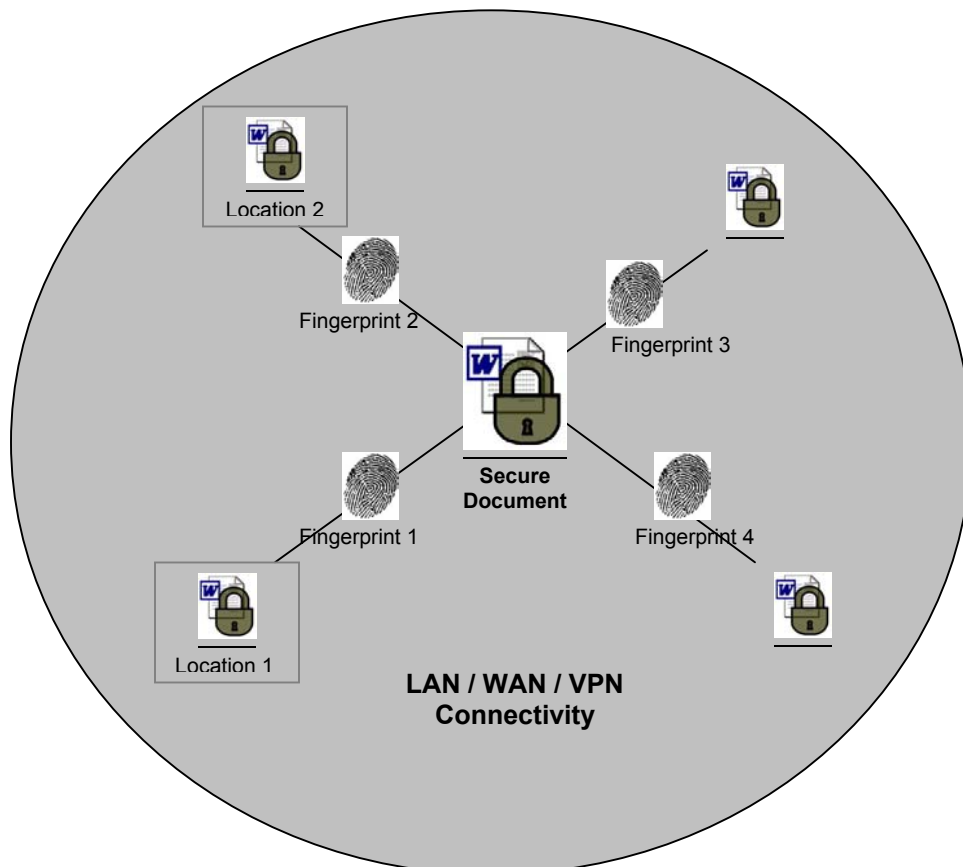 W
Location 2
W
Fingerprint 2
Fingerprint 3
W
Secure
Document
Fingerprint 1
Fingerprint 4
W
Location 1
W
LAN / WAN / VPN
Connectivity